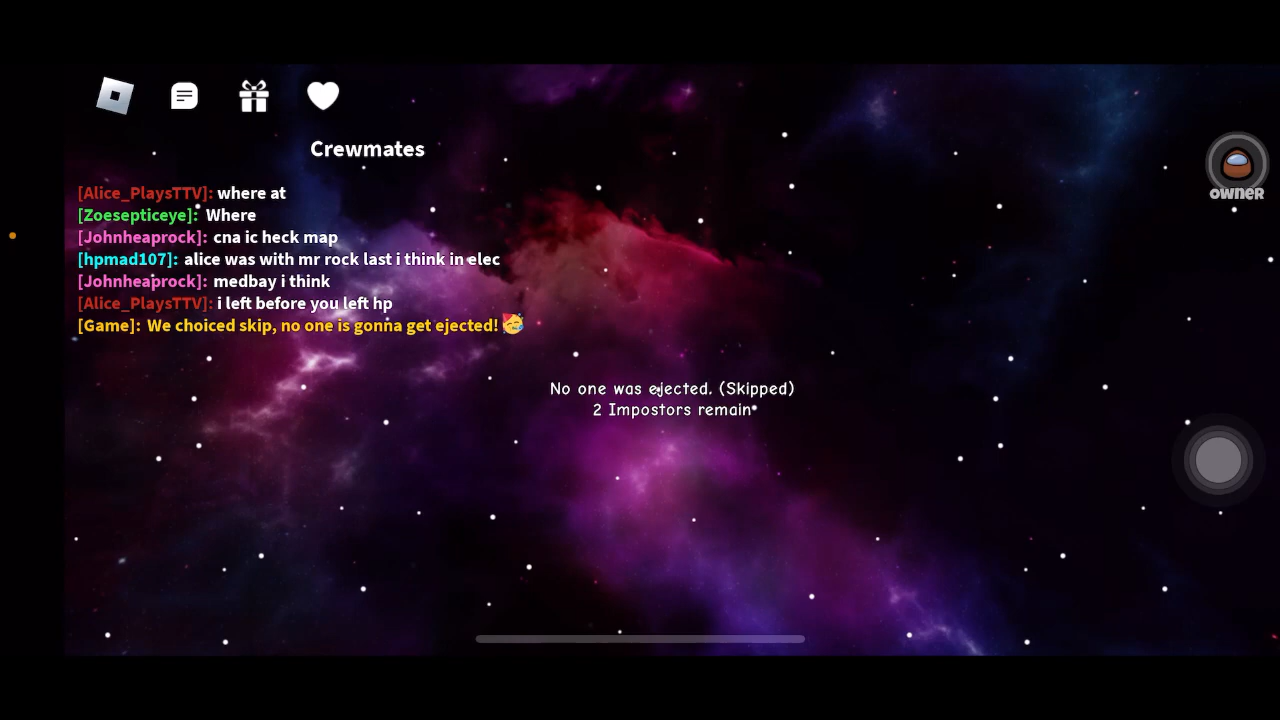 Crewmates
[Alice_PlaysTTV]: where at
[Zoesepticeye]: Where
[Johnheaprock]: cna ic heck map
[hpmad107]: alice was with mr rock last i think in elec
[Johnheaprock]: medbay i think
[Alice_PlaysTTV]: i left before you left hp
[Game]: We choiced skip, no one is gonna get ejected! 🥳
OWNER
No one was ejected. (Skipped)
2 Impostors remain